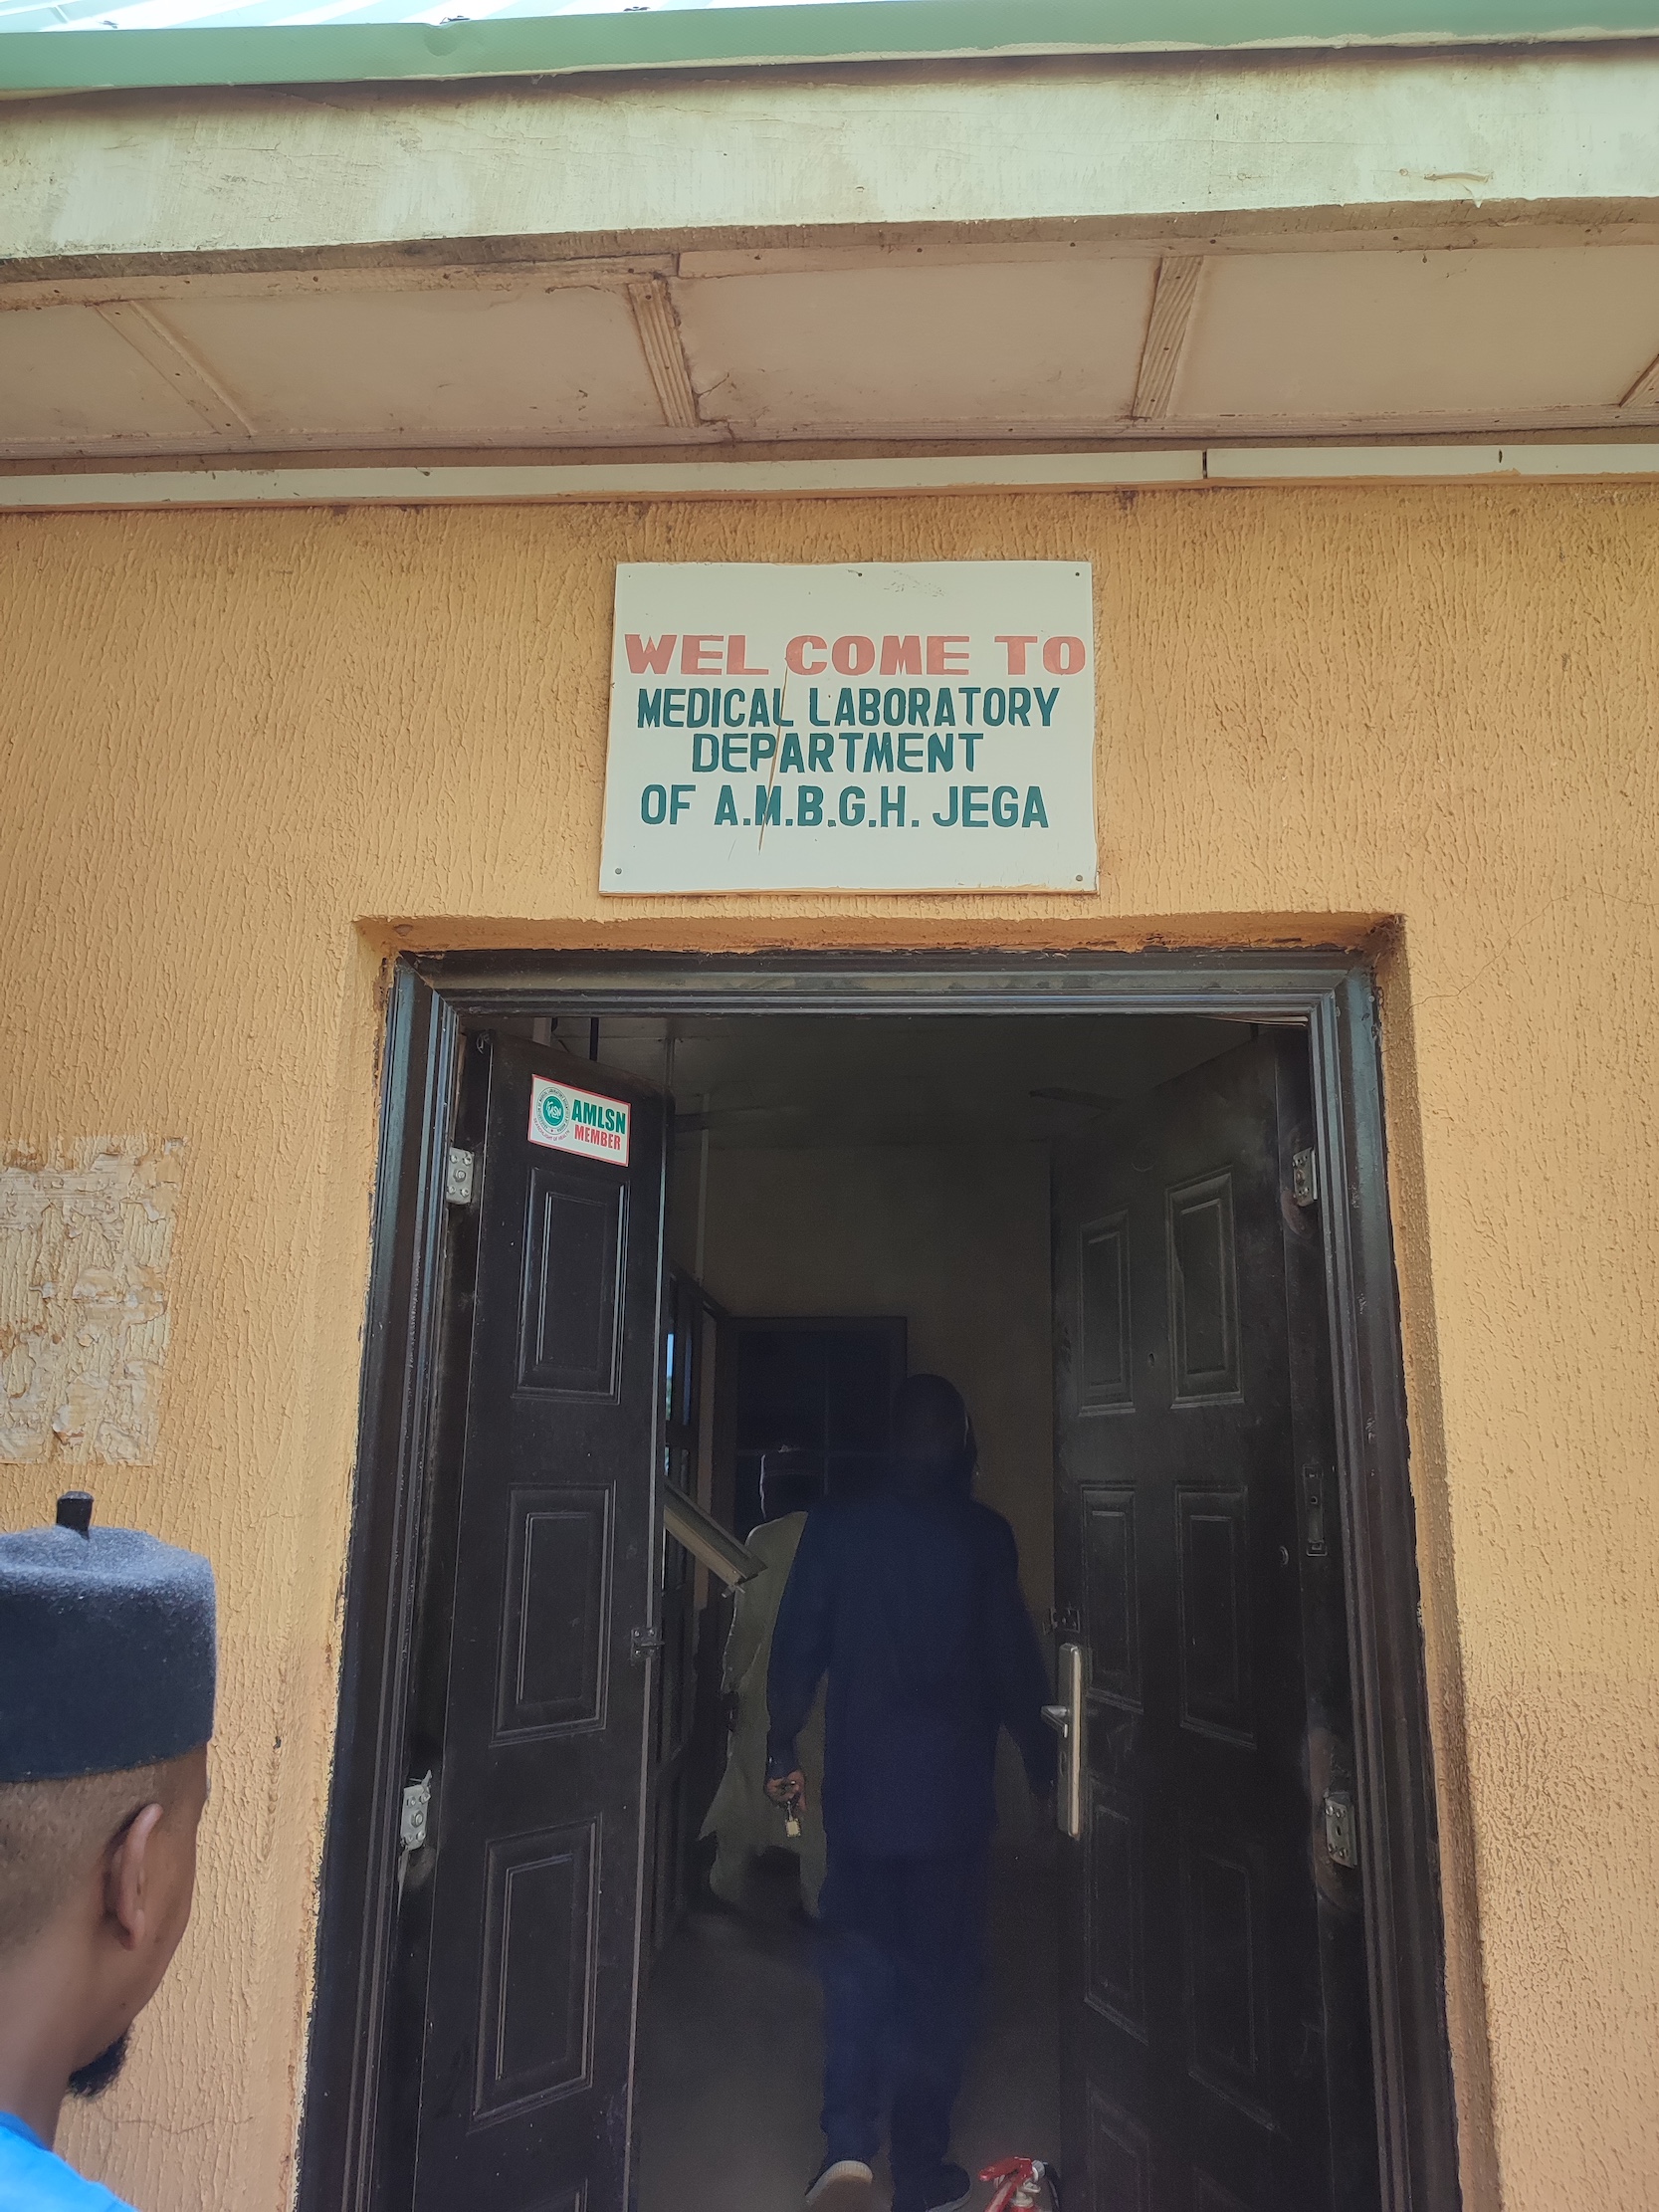 WEL COME TO
MEDICAL LABORATORY
DEPARTMENT
OF A.M.B.G.H. JEGA
AMLSN
MEMBER